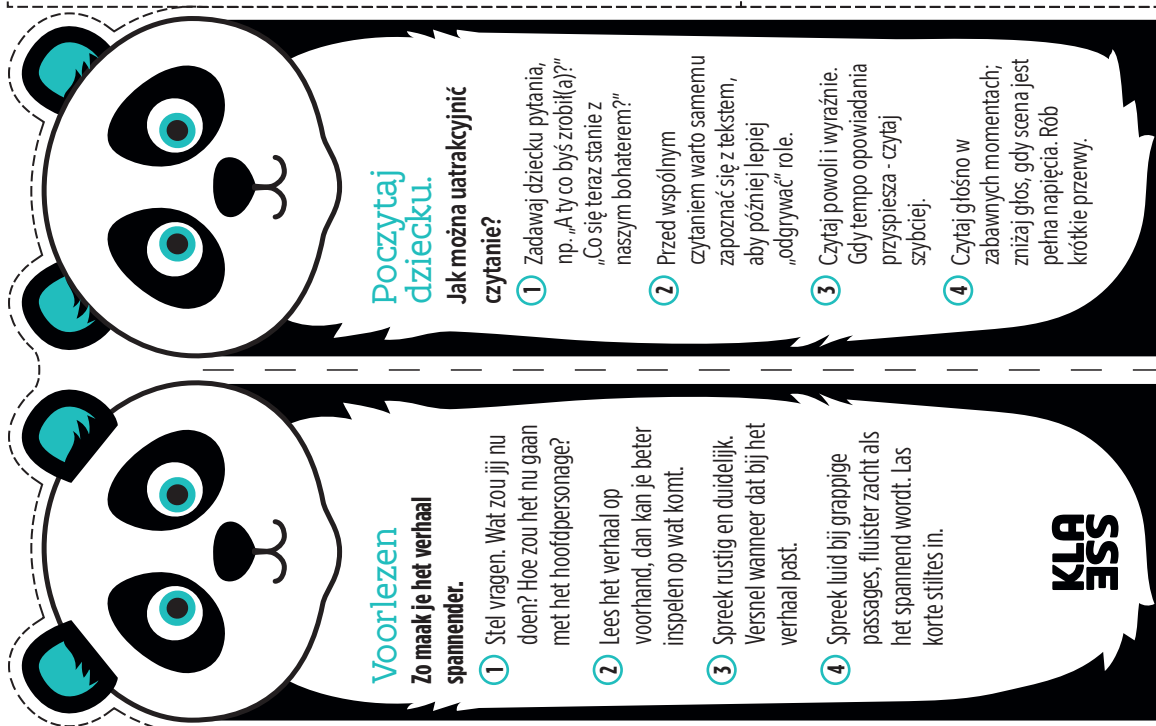 Poczytaj
dziecku.
Jak można uatrakcyjnić
czytanie?
1 Zadawaj dziecku pytania,
np. „A ty co byś zrobił(a)?”
„Co się teraz stanie z
naszym bohaterem?”
2 Przed wspólnym
czytaniem warto samemu
zapoznać się z tekstem,
aby później lepiej
„odgrywać” role.
3 Czytaj powoli i wyraźnie.
Gdy tempo opowiadania
przyspiesza - czytaj
szybciej.
4 Czytaj głośno w
zabawnych momentach;
zniżaj głos, gdy scena jest
pełna napięcia. Rób
krótkie przerwy.
Voorlezen
Zo maak je het verhaal
spannender.
1 Stel vragen. Wat zou jij nu
doen? Hoe zou het nu gaan
met het hoofdpersonage?
2 Lees het verhaal op
voorhand, dan kan je beter
inspelen op wat komt.
3 Spreek rustig en duidelijk.
Versnel wanneer dat bij het
verhaal past.
4 Spreek luid bij grappige
passages, fluister zacht als
het spannend wordt. Las
korte stiltes in.
KLA
SSE